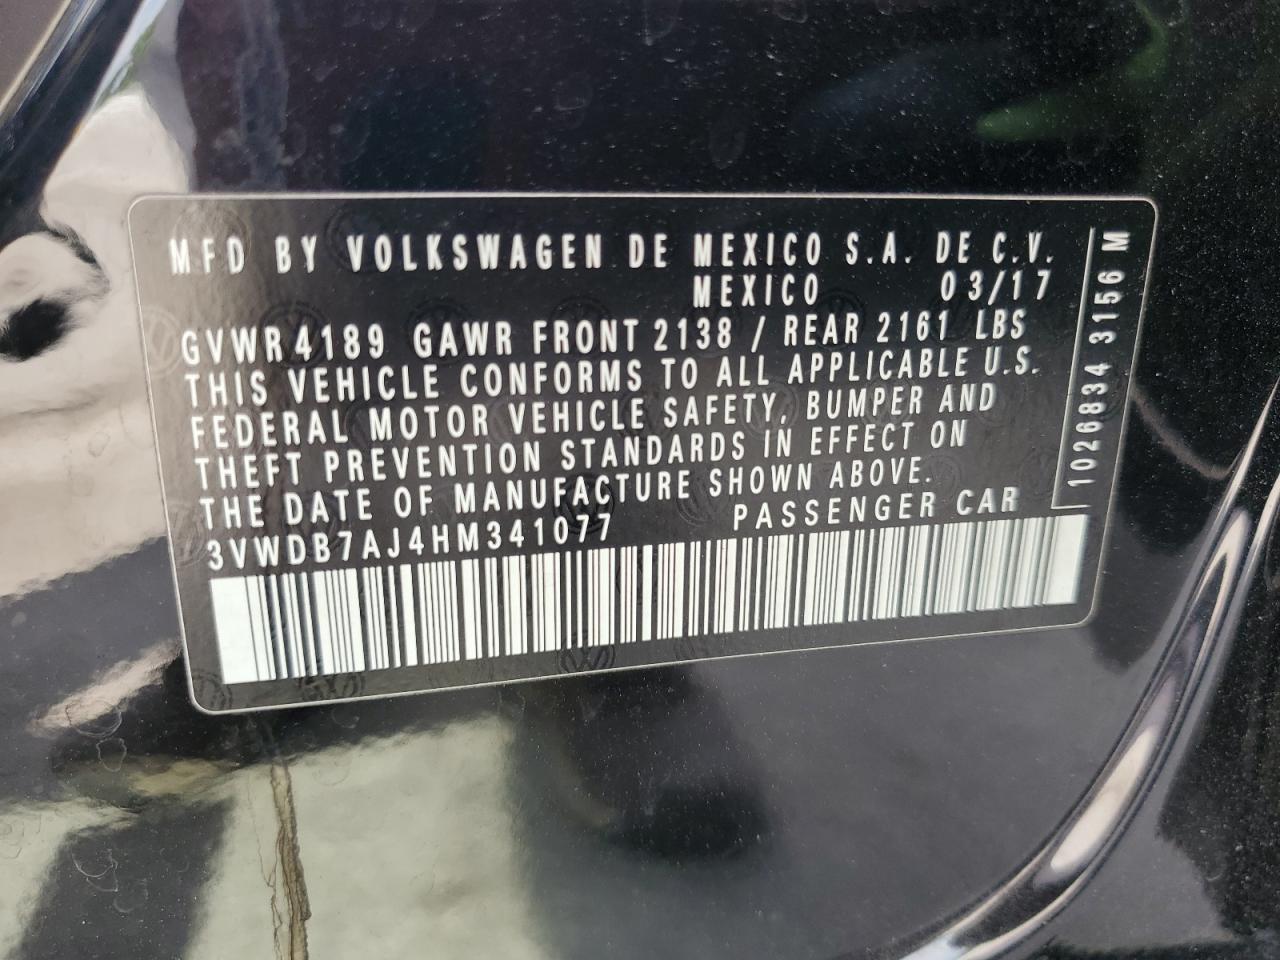 MFD BY VOLKSWAGEN DE MEXICO S.A. DE C.V.
MEXICO 03/17
GVWR 4189 GAWR FRONT 2138 / REAR 2161 LBS
THIS VEHICLE CONFORMS TO ALL APPLICABLE U.S.
FEDERAL MOTOR VEHICLE SAFETY, BUMPER AND
THEFT PREVENTION STANDARDS IN EFFECT ON
THE DATE OF MANUFACTURE SHOWN ABOVE.
3VWDB7AJ4HM341077 PASSENGER CAR
1026834 3156 M